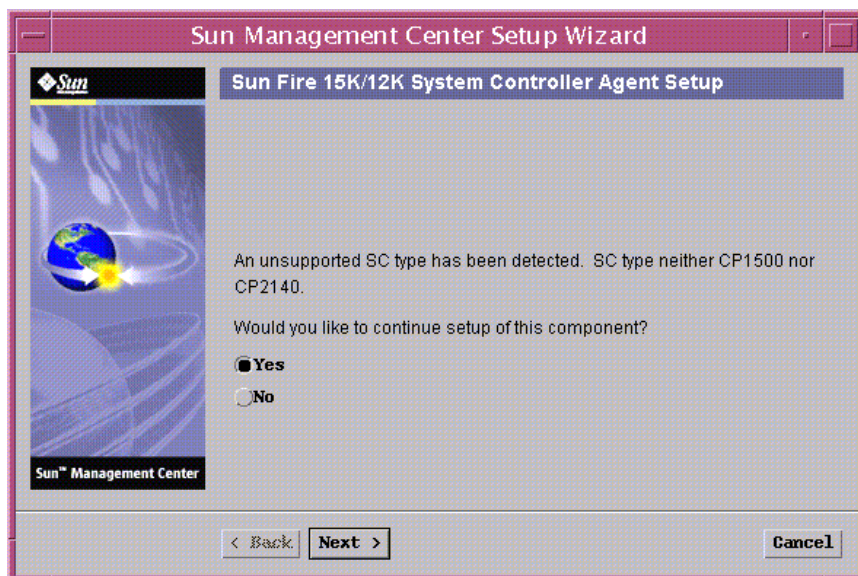 Sun Management Center Setup Wizard
Sun
Sun Fire 15K/12K System Controller Agent Setup
An unsupported SC type has been detected. SC type neither CP1500 nor
CP2140.
Would you like to continue setup of this component?
Yes
No
Sun™ Management Center
< Back
Next >
Cancel